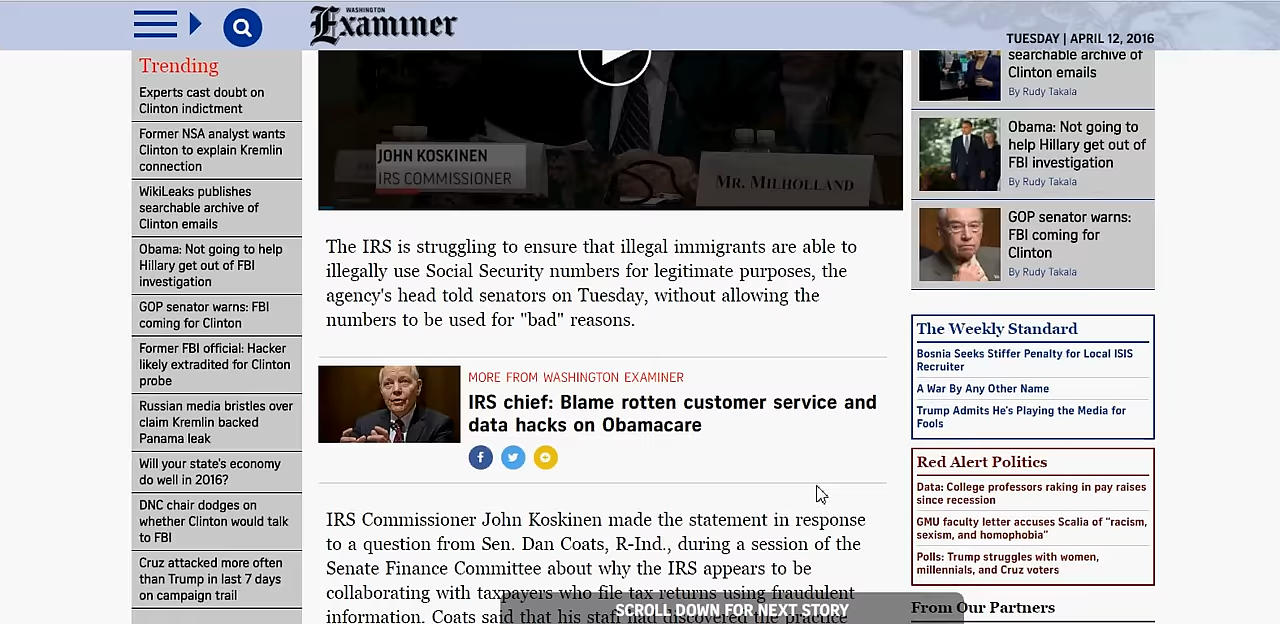 WASHINGTON
Examiner
TUESDAY | APRIL 12, 2016
Trending
Experts cast doubt on
Clinton indictment
Former NSA analyst wants
Clinton to explain Kremlin
connection
WikiLeaks publishes
searchable archive of
Clinton emails
Obama: Not going to help
Hillary get out of FBI
investigation
GOP senator warns: FBI
coming for Clinton
Former FBI official: Hacker
likely extradited for Clinton
probe
Russian media bristles over
claim Kremlin backed
Panama leak
Will your state's economy
do well in 2016?
DNC chair dodges on
whether Clinton would talk
to FBI
Cruz attacked more often
than Trump in last 7 days
on campaign trail
JOHN KOSKINEN
IRS COMMISSIONER
MR. MILHOLLAND
The IRS is struggling to ensure that illegal immigrants are able to
illegally use Social Security numbers for legitimate purposes, the
agency's head told senators on Tuesday, without allowing the
numbers to be used for "bad" reasons.
MORE FROM WASHINGTON EXAMINER
IRS chief: Blame rotten customer service and
data hacks on Obamacare
IRS Commissioner John Koskinen made the statement in response
to a question from Sen. Dan Coats, R-Ind., during a session of the
Senate Finance Committee about why the IRS appears to be
collaborating with taxpayers who file tax returns using fraudulent
information. Coats said that his staff had discovered the practice
SCROLL DOWN FOR NEXT STORY
searchable archive of
Clinton emails
By Rudy Takala
Obama: Not going to
help Hillary get out of
FBI investigation
By Rudy Takala
GOP senator warns:
FBI coming for
Clinton
By Rudy Takala
The Weekly Standard
Bosnia Seeks Stiffer Penalty for Local ISIS
Recruiter
A War By Any Other Name
Trump Admits He's Playing the Media for
Fools
Red Alert Politics
Data: College professors raking in pay raises
since recession
GMU faculty letter accuses Scalia of "racism,
sexism, and homophobia"
Polls: Trump struggles with women,
millennials, and Cruz voters
From Our Partners